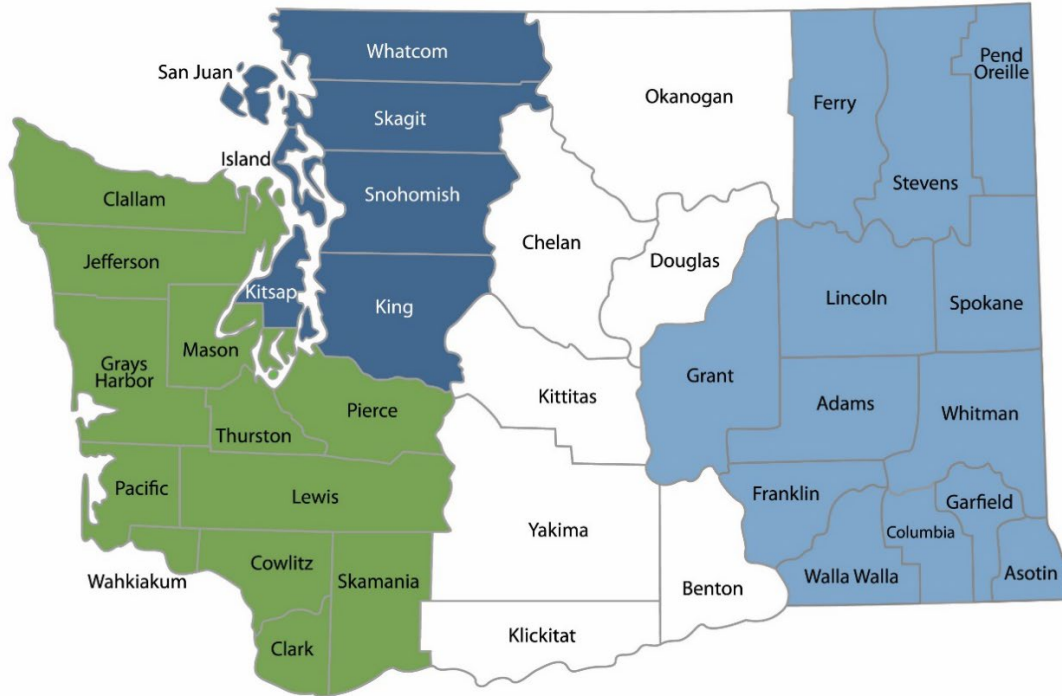 Whatcom
San Juan
Pend
Oreille
Okanogan
Ferry
Skagit
Island
Stevens
Clallam
Snohomish
Chelan
Douglas
Jefferson
Kitsap
Lincoln
Spokane
King
Mason
Grays
Harbor
Grant
Kittitas
Adams
Pierce
Whitman
Thurston
Pacific
Lewis
Franklin
Garfield
Yakima
Columbia
Cowlitz
Wahkiakum
Skamania
Walla Walla
Asotin
Benton
Klickitat
Clark